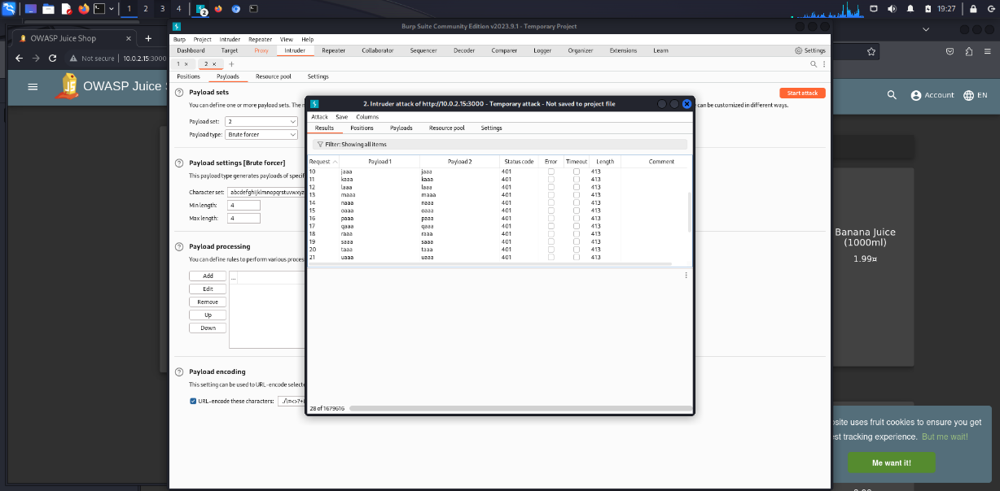 1 2 3 4 2 19:27
OWASP Juice Shop
Not secure 10.0.2.15:3000
OWASP Juice
Account EN
Burp Suite Community Edition v2023.9.1 - Temporary Project
Burp Project Intruder Repeater View Help
Dashboard Target Proxy Intruder Repeater Collaborator Sequencer Decoder Comparer Logger Organizer Extensions Learn Settings
1 × 2 × +
Positions Payloads Resource pool Settings
Payload sets
Start attack
You can define one or more payload sets. The n
can be customized in different ways.
Payload set: 2
Payload type: Brute forcer
Payload settings [Brute forcer]
This payload type generates payloads of specif
Character set: abcdefghijklmnopqrstuvwxyz
Min length: 4
Max length: 4
Payload processing
You can define rules to perform various proces
Add
...
Edit
Remove
Up
Down
Payload encoding
This setting can be used to URL-encode selecte
URL-encode these characters: ./\=<>?+
2. Intruder attack of http://10.0.2.15:3000 - Temporary attack - Not saved to project file
Attack Save Columns
Results Positions Payloads Resource pool Settings
Filter: Showing all items
Request Payload 1 Payload 2 Status code Error Timeout Length Comment
10 jaaa jaaa 401 413
11 kaaa kaaa 401 413
12 laaa laaa 401 413
13 maaa maaa 401 413
14 naaa naaa 401 413
15 oaaa oaaa 401 413
16 paaa paaa 401 413
17 qaaa qaaa 401 413
18 raaa raaa 401 413
19 saaa saaa 401 413
20 taaa taaa 401 413
21 uaaa uaaa 401 413
28 of 1679616
Banana Juice
(1000ml)
1.99¤
site uses fruit cookies to ensure you get
st tracking experience. But me wait!
Me want it!